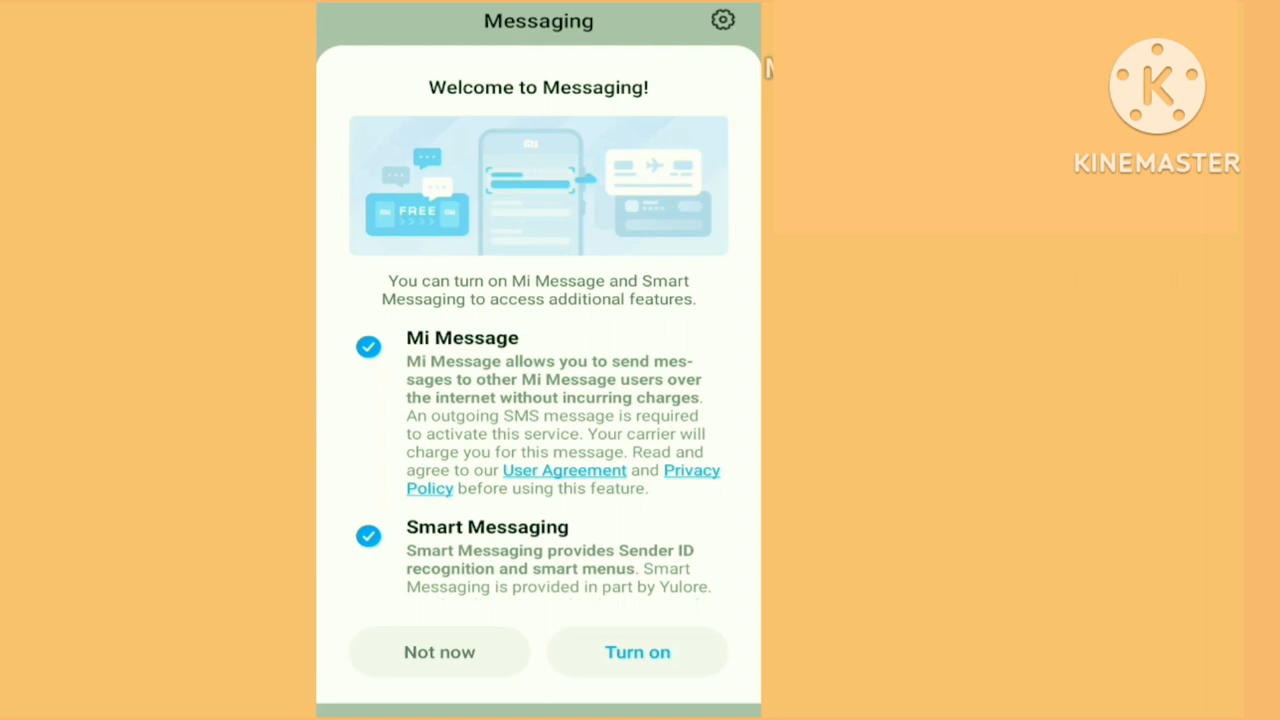 Messaging
KINEMASTER
Welcome to Messaging!
FREE
You can turn on Mi Message and Smart
Messaging to access additional features.
Mi Message
Mi Message allows you to send mes-
sages to other Mi Message users over
the internet without incurring charges.
An outgoing SMS message is required
to activate this service. Your carrier will
charge you for this message. Read and
agree to our User Agreement and Privacy
Policy before using this feature.
Smart Messaging
Smart Messaging provides Sender ID
recognition and smart menus. Smart
Messaging is provided in part by Yulore.
Not now
Turn on